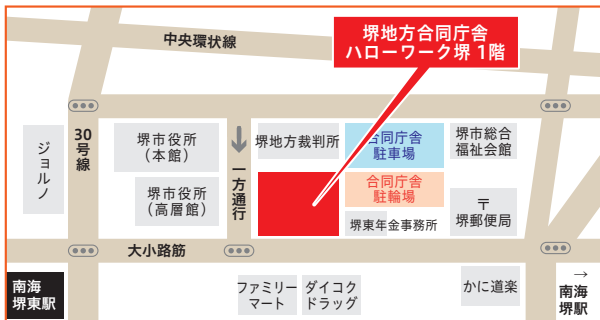 中央環状線
堺地方合同庁舎
ハローワーク堺 1階
ジョルノ
30号線
堺市役所
(本館)
一方通行
堺地方裁判所
合同庁舎
駐車場
堺市総合
福祉会館
堺市役所
(高層館)
合同庁舎
駐輪場
〒
堺郵便局
堺東年金事務所
大小路筋
南海
堺東駅
ファミリー
マート
ダイコク
ドラッグ
かに道楽
→
南海
堺駅